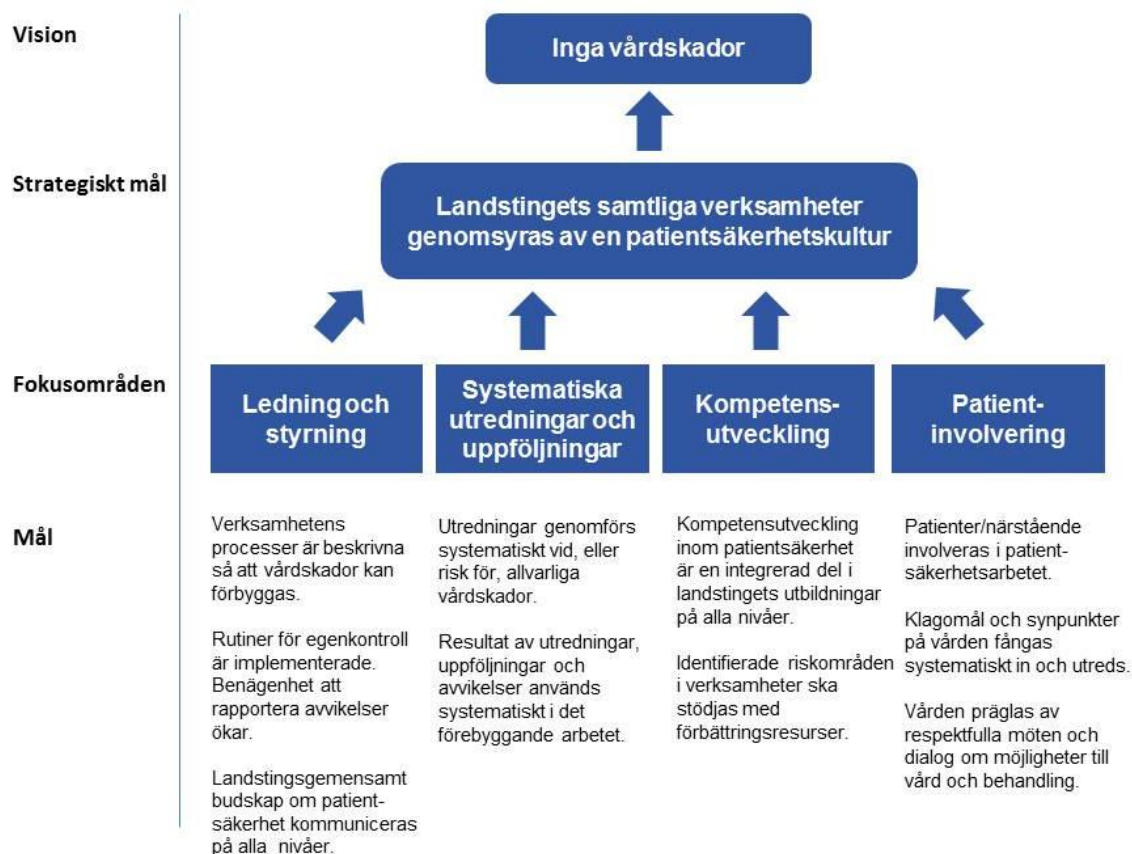 Vision
Inga vårdskador
Strategiskt mål
Landstingets samtliga verksamheter
genomsyras av en patientsäkerhetskultur
Fokusområden
Ledning och
styrning
Systematiska
utredningar och
uppföljningar
Kompetens-
utveckling
Patient-
involvering
Mål
Verksamhetens
processer är beskrivna
så att vårdskador kan
förbyggas.
Rutiner för egenkontroll
är implementerade.
Benägenhet att
rapportera avvikelser
ökar.
Landstingsgemensamt
budskap om patient-
säkerhet kommuniceras
på alla nivåer.
Utredningar genomförs
systematiskt vid, eller
risk för, allvarliga
vårdskador.
Resultat av utredningar,
uppföljningar och
avvikelser används
systematiskt i det
förebyggande arbetet.
Kompetensutveckling
inom patientsäkerhet
är en integrerad del i
landstingets utbildningar
på alla nivåer.
Identifierade riskområden
i verksamheter ska
stödjas med
förbättringsresurser.
Patienter/närstående
involveras i patient-
säkerhetsarbetet.
Klagomål och synpunkter
på vården fångas
systematiskt in och utreds.
Vården präglas av
respektfulla möten och
dialog om möjligheter till
vård och behandling.